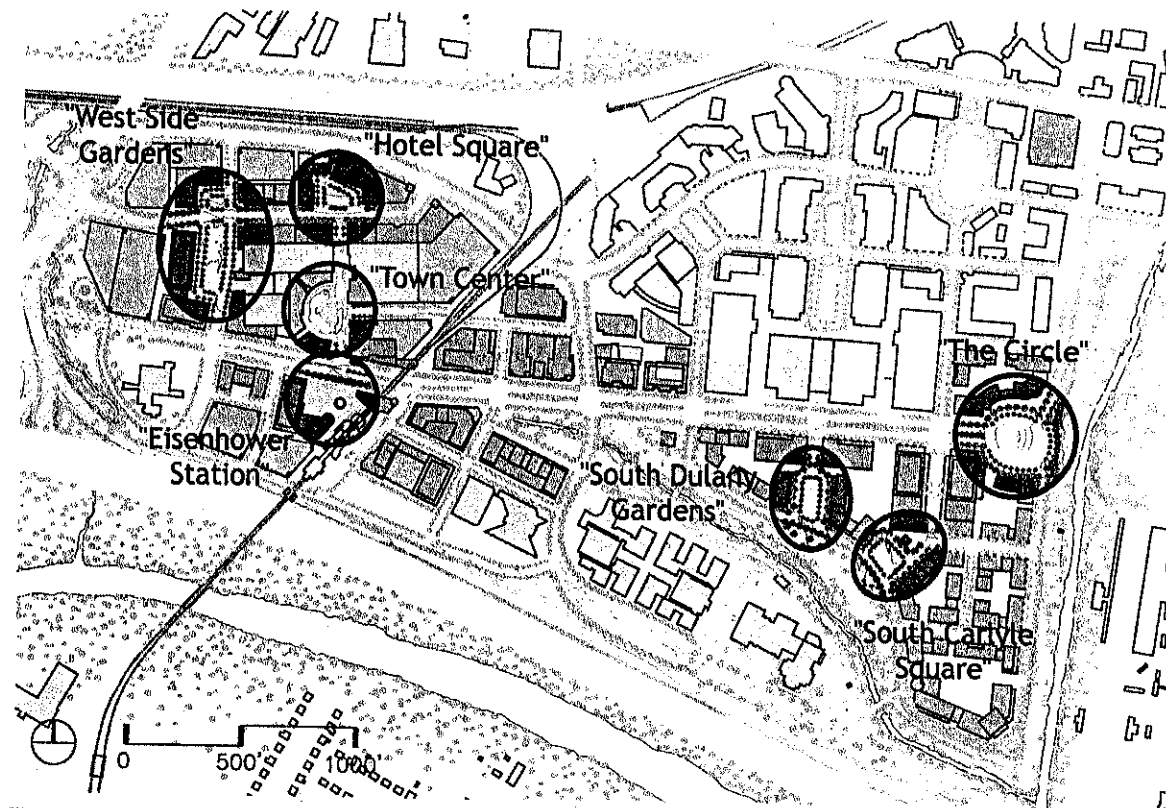 "West Side
Gardens"
"Hotel Square"
"Town Center"
"The Circle"
"Eisenhower
Station"
"South Dulany
Gardens"
"South Carlyle
Square"
0 500' 1000'